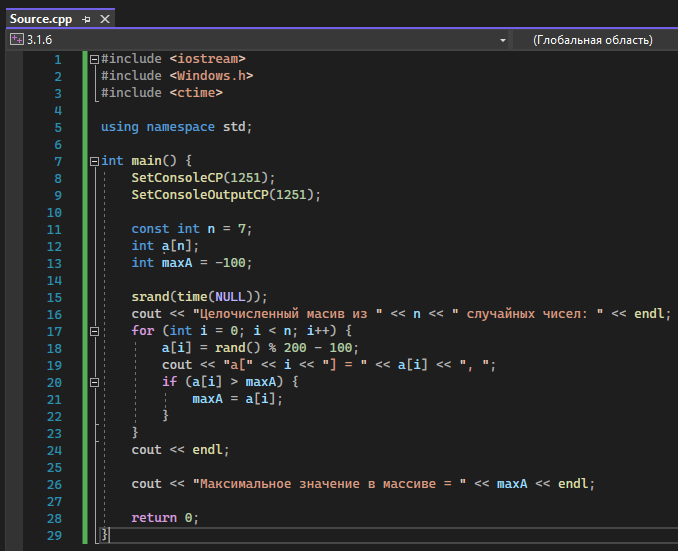 Source.cpp
3.1.6 (Глобальная область)
1 #include <iostream>
2 #include <Windows.h>
3 #include <ctime>
4
5 using namespace std;
6
7 int main() {
8 SetConsoleCP(1251);
9 SetConsoleOutputCP(1251);
10
11 const int n = 7;
12 int a[n];
13 int maxA = -100;
14
15 srand(time(NULL));
16 cout << "Целочисленный масив из " << n << " случайных чисел: " << endl;
17 for (int i = 0; i < n; i++) {
18 a[i] = rand() % 200 - 100;
19 cout << "a[" << i << "] = " << a[i] << ", ";
20 if (a[i] > maxA) {
21 maxA = a[i];
22 }
23 }
24 cout << endl;
25
26 cout << "Максимальное значение в массиве = " << maxA << endl;
27
28 return 0;
29 }